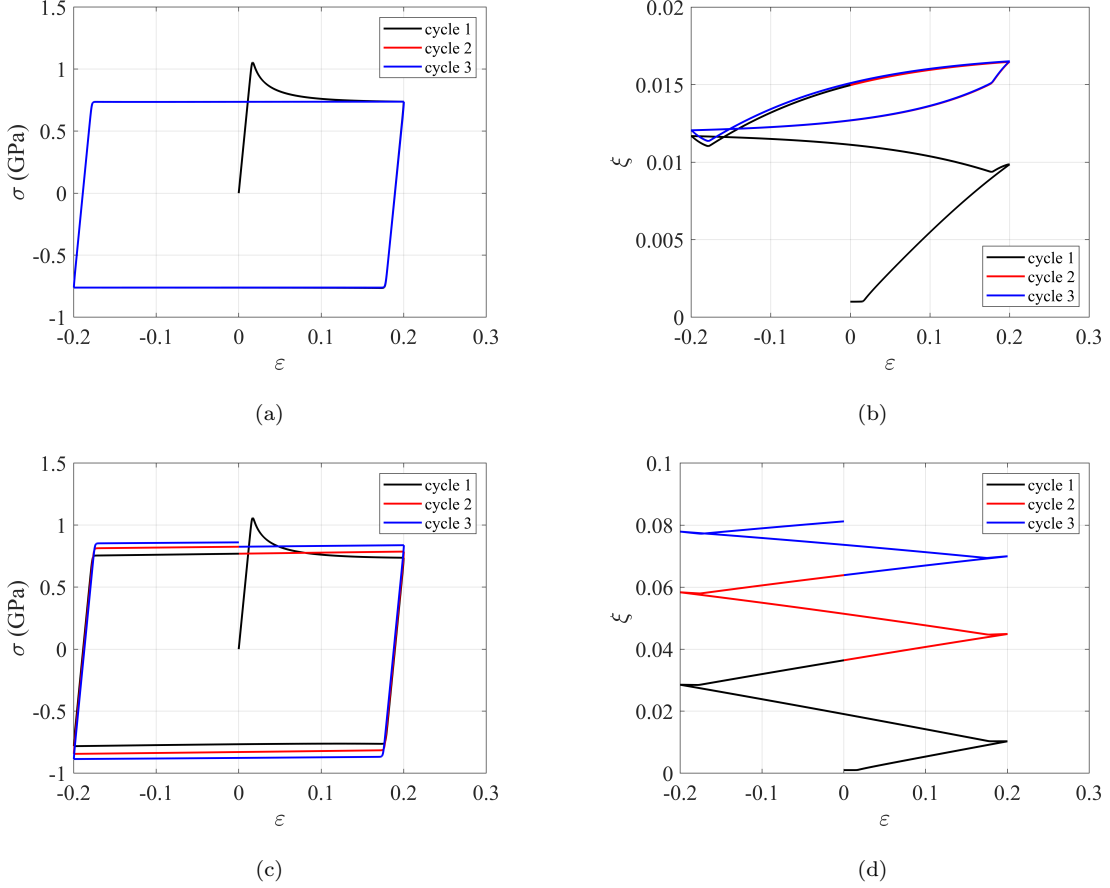 1.5
1
0.5
0
-0.5
-1
σ (GPa)
-0.2 -0.1 0 0.1 0.2 0.3
ε
cycle 1
cycle 2
cycle 3
(a)
0.02
0.015
0.01
0.005
0
ξ
-0.2 -0.1 0 0.1 0.2 0.3
ε
cycle 1
cycle 2
cycle 3
(b)
1.5
1
0.5
0
-0.5
-1
σ (GPa)
-0.2 -0.1 0 0.1 0.2 0.3
ε
cycle 1
cycle 2
cycle 3
(c)
0.1
0.08
0.06
0.04
0.02
0
ξ
-0.2 -0.1 0 0.1 0.2 0.3
ε
cycle 1
cycle 2
cycle 3
(d)